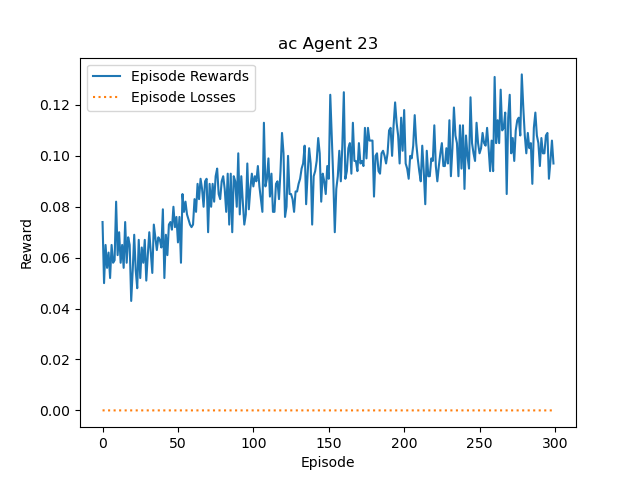 ac Agent 23
Episode Rewards
Episode Losses
0.12
0.10
0.08
0.06
0.04
0.02
0.00
Reward
0 50 100 150 200 250 300
Episode